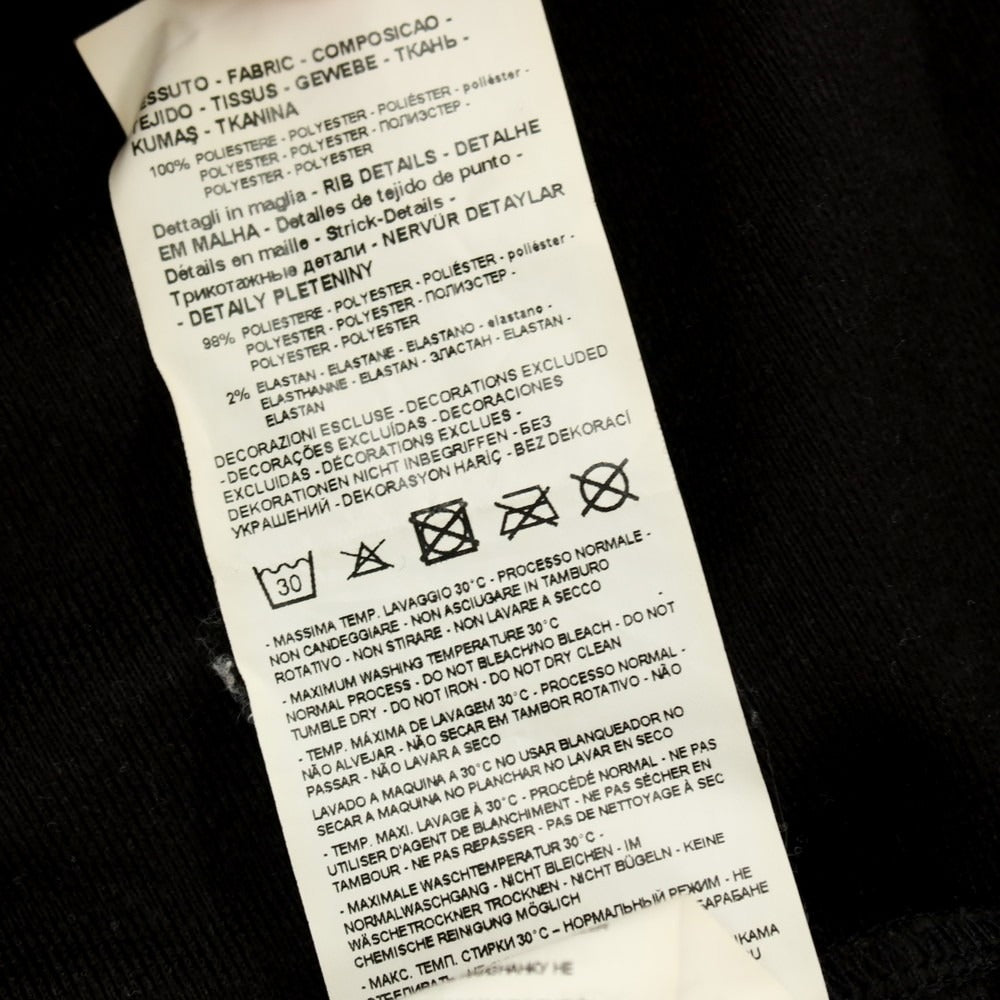 ESSUTO - FABRIC - COMPOSICAO -
TEJIDO - TISSUS - GEWEBE - ТКАНЬ -
KUMAŞ - TKANINA
100% POLIESTERE - POLYESTER - POLIÉSTER - poliéster -
POLYESTER - POLYESTER - ПОЛИЭСТЕР -
POLYESTER - POLYESTER
Dettagli in maglia - RIB DETAILS - DETALHE
EM MALHA - Detalles de tejido de punto -
Détails en maille - Strick-Details -
Трикотажные детали - NERVÜR DETAYLAR
- DETAILY PLETENINY
98% POLIESTERE - POLYESTER - POLIÉSTER - poliéster -
POLYESTER - POLYESTER - ПОЛИЭСТЕР -
POLYESTER - POLYESTER
2% ELASTAN - ELASTANE - ELASTANO - elastano -
ELASTHANNE - ELASTAN - ЭЛАСТАН - ELASTAN -
ELASTAN
DECORAZIONI ESCLUSE - DECORATIONS EXCLUDED
- DECORAÇÕES EXCLUÍDAS - DECORACIONES
EXCLUIDAS - DÉCORATIONS EXCLUES -
DEKORATIONEN NICHT INBEGRIFFEN - БЕЗ
УКРАШЕНИЙ - DEKORASYON HARİÇ - BEZ DEKORACÍ
30
- MASSIMA TEMP. LAVAGGIO 30°C - PROCESSO NORMALE -
NON CANDEGGIARE - NON ASCIUGARE IN TAMBURO
ROTATIVO - NON STIRARE - NON LAVARE A SECCO
- MAXIMUM WASHING TEMPERATURE 30°C -
NORMAL PROCESS - DO NOT BLEACH/NO BLEACH - DO NOT
TUMBLE DRY - DO NOT IRON - DO NOT DRY CLEAN
- TEMP. MÁXIMA DE LAVAGEM 30°C - PROCESSO NORMAL -
NÃO ALVEJAR - NÃO SECAR EM TAMBOR ROTATIVO - NÃO
PASSAR - NÃO LAVAR A SECO
LAVADO A MAQUINA A 30°C NO USAR BLANQUEADOR NO
SECAR A MAQUINA NO PLANCHAR NO LAVAR EN SECO
- TEMP. MAXI. LAVAGE À 30°C - PROCÉDÉ NORMAL - NE PAS
UTILISER D'AGENT DE BLANCHIMENT - NE PAS SÉCHER EN
TAMBOUR - NE PAS REPASSER - PAS DE NETTOYAGE À SEC
- MAXIMALE WASCHTEMPERATUR 30°C -
NORMALWASCHGANG - NICHT BLEICHEN - IM
WÄSCHETROCKNER TROCKNEN - NICHT BÜGELN - KEINE
CHEMISCHE REINIGUNG MÖGLICH
- МАКС. ТЕМП. СТИРКИ 30°C – НОРМАЛЬНЫЙ РЕЖИМ - НЕ
БАРАБАНЕ